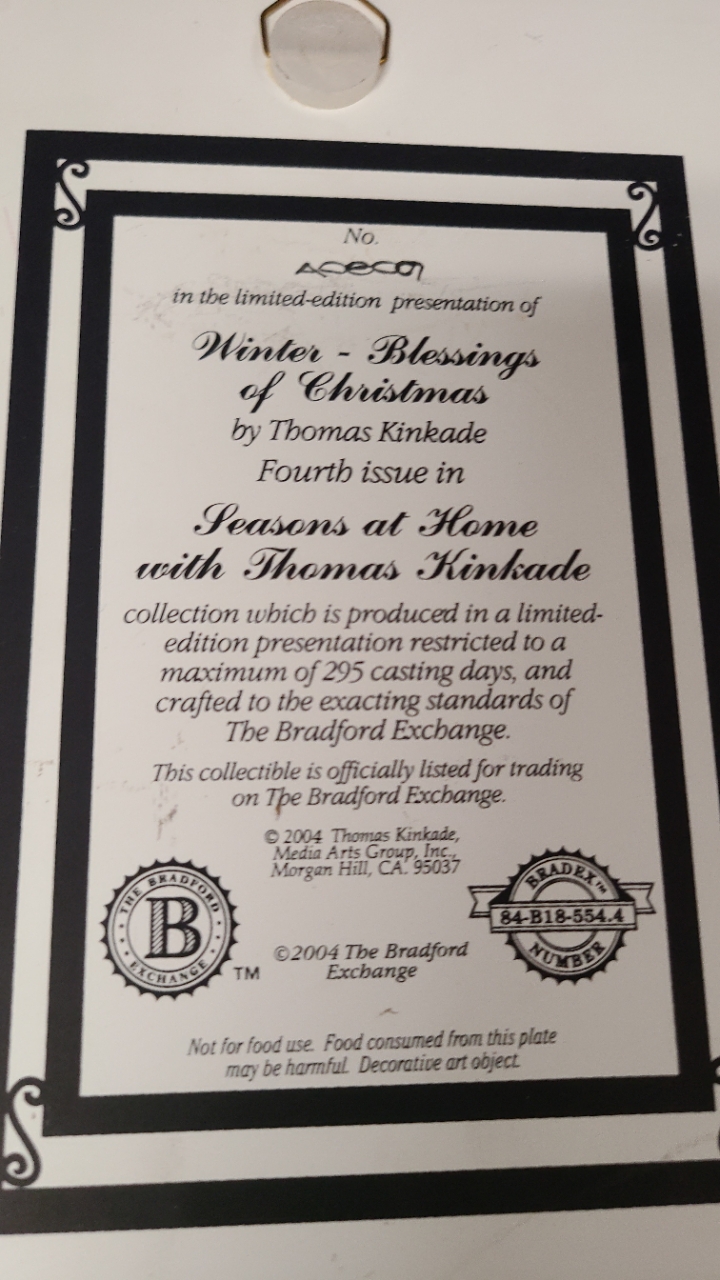 No.
in the limited-edition presentation of
Winter - Blessings
of Christmas
by Thomas Kinkade
Fourth issue in
Seasons at Home
with Thomas Kinkade
collection which is produced in a limited-
edition presentation restricted to a
maximum of 295 casting days, and
crafted to the exacting standards of
The Bradford Exchange.
This collectible is officially listed for trading
on The Bradford Exchange.
© 2004 Thomas Kinkade,
Media Arts Group, Inc.,
Morgan Hill, CA. 95037
THE BRADFORD
B
EXCHANGE
TM
BRADEX™
84-B18-554.4
NUMBER
©2004 The Bradford
Exchange
Not for food use. Food consumed from this plate
may be harmful. Decorative art object.